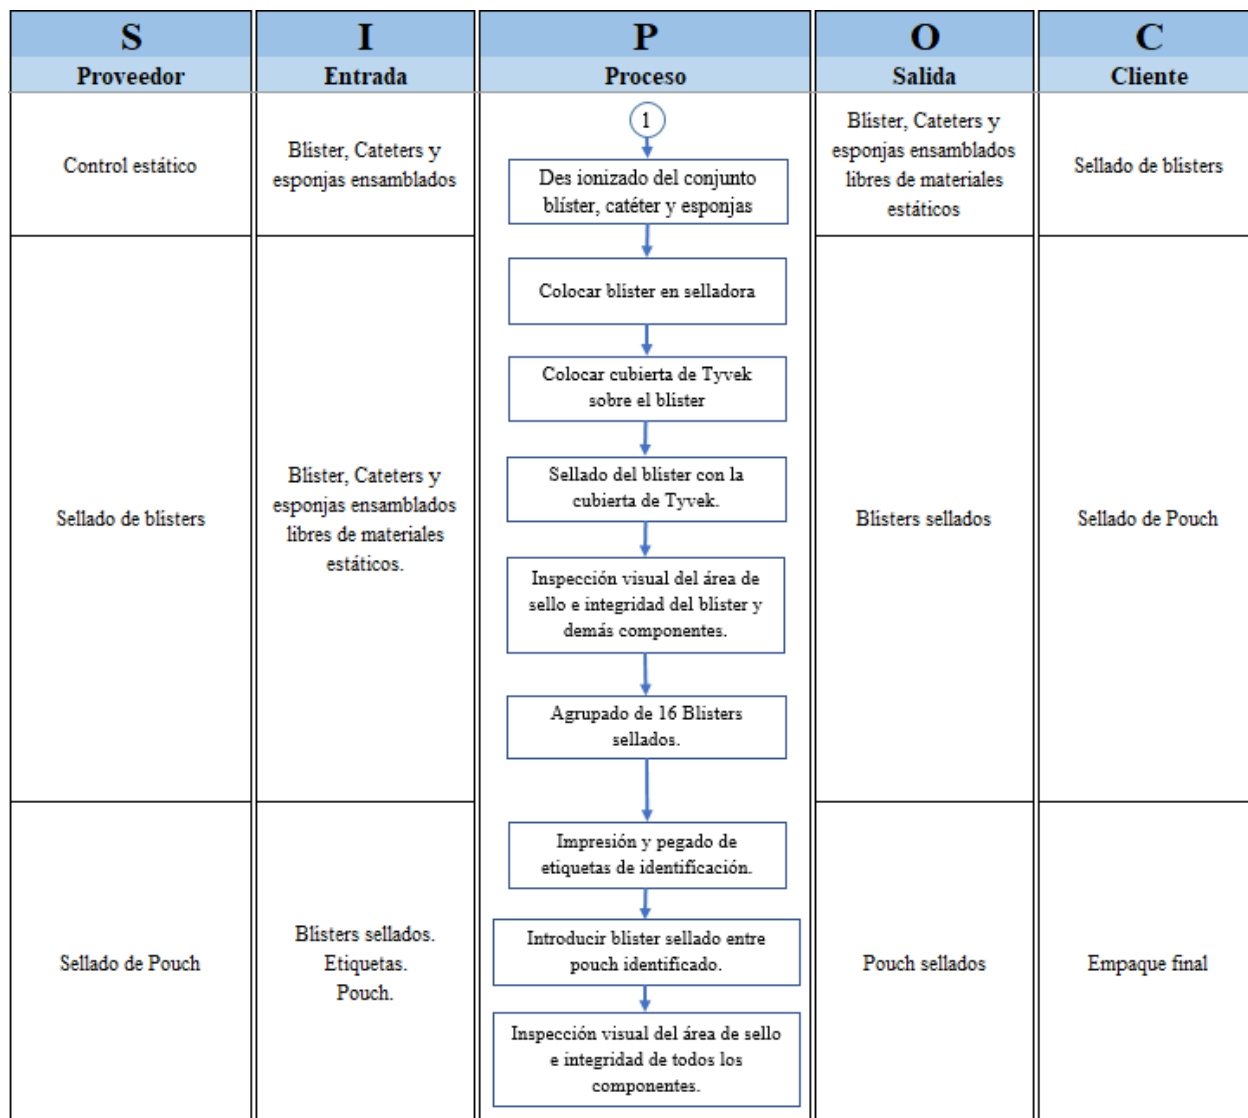 S
I
P
O
C
Proveedor
Entrada
Proceso
Salida
Cliente
Control estático
Blister, Cateters y
esponjas ensamblados
1
Des ionizado del conjunto
blíster, catéter y esponjas
Blister, Cateters y
esponjas ensamblados
libres de materiales
estáticos
Sellado de blisters
Sellado de blisters
Blister, Cateters y
esponjas ensamblados
libres de materiales
estáticos.
Colocar blister en selladora
Colocar cubierta de Tyvek
sobre el blister
Sellado del blister con la
cubierta de Tyvek.
Inspección visual del área de
sello e integridad del blíster y
demás componentes.
Agrupado de 16 Blisters
sellados.
Blisters sellados
Sellado de Pouch
Sellado de Pouch
Blisters sellados.
Etiquetas.
Pouch.
Impresión y pegado de
etiquetas de identificación.
Introducir blister sellado entre
pouch identificado.
Inspección visual del área de sello
e integridad de todos los
componentes.
Pouch sellados
Empaque final